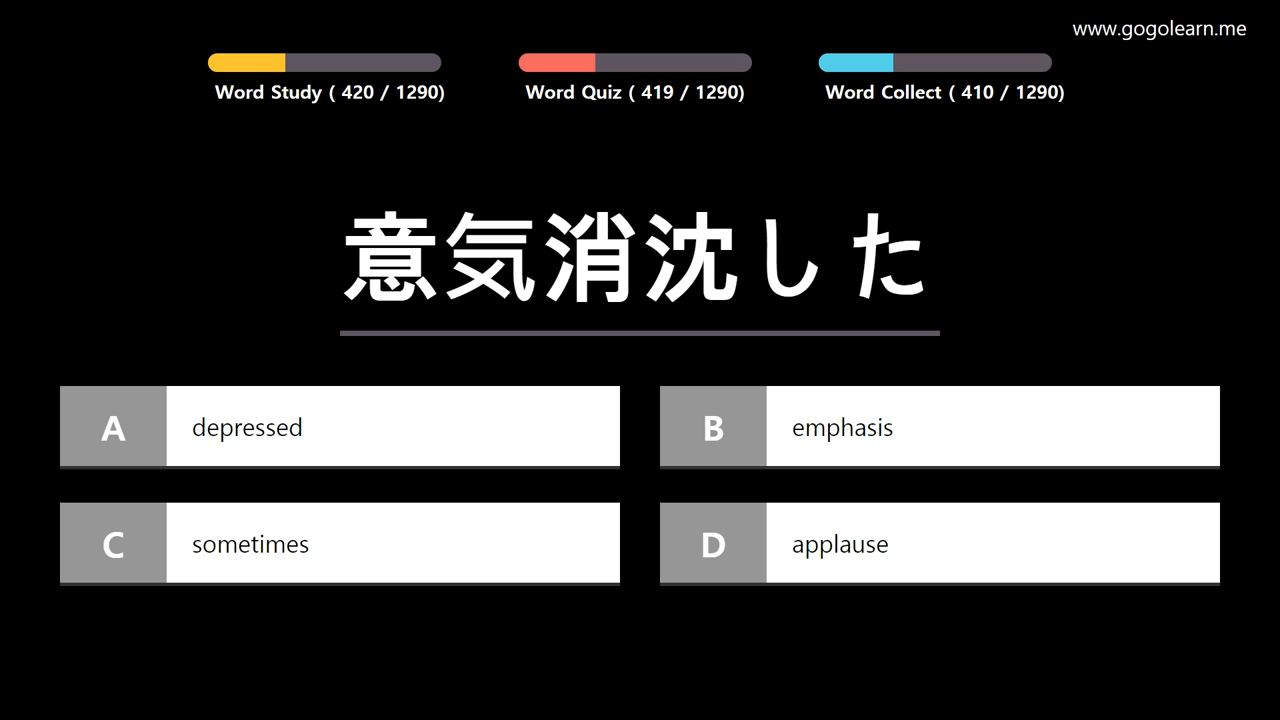 www.gogolearn.me
Word Study ( 420 / 1290)
Word Quiz ( 419 / 1290)
Word Collect ( 410 / 1290)
意気消沈した
A depressed
B emphasis
C sometimes
D applause